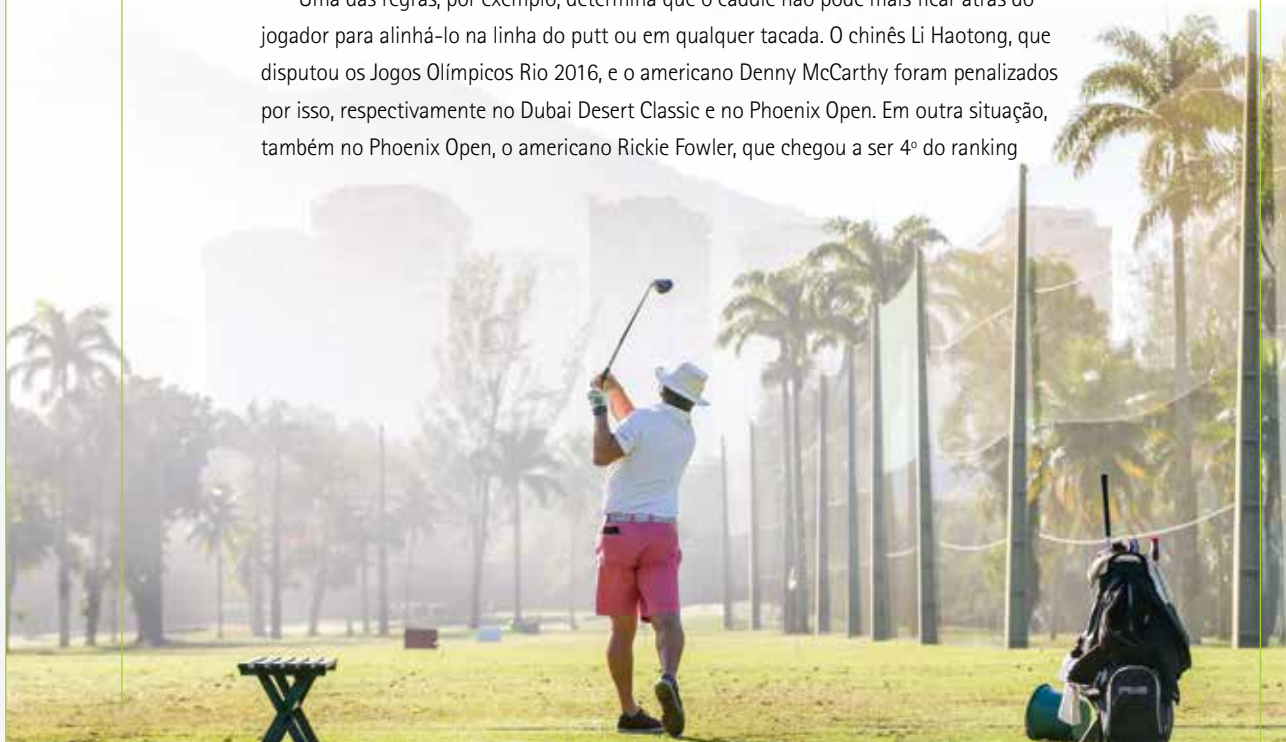 Uma das regras, por exemplo, determina que o caddie não pode mais ficar atrás do
jogador para alinhá-lo na linha do putt ou em qualquer tacada. O chinês Li Haotong, que
disputou os Jogos Olímpicos Rio 2016, e o americano Denny McCarthy foram penalizados
por isso, respectivamente no Dubai Desert Classic e no Phoenix Open. Em outra situação,
também no Phoenix Open, o americano Rickie Fowler, que chegou a ser 4º do ranking
PING